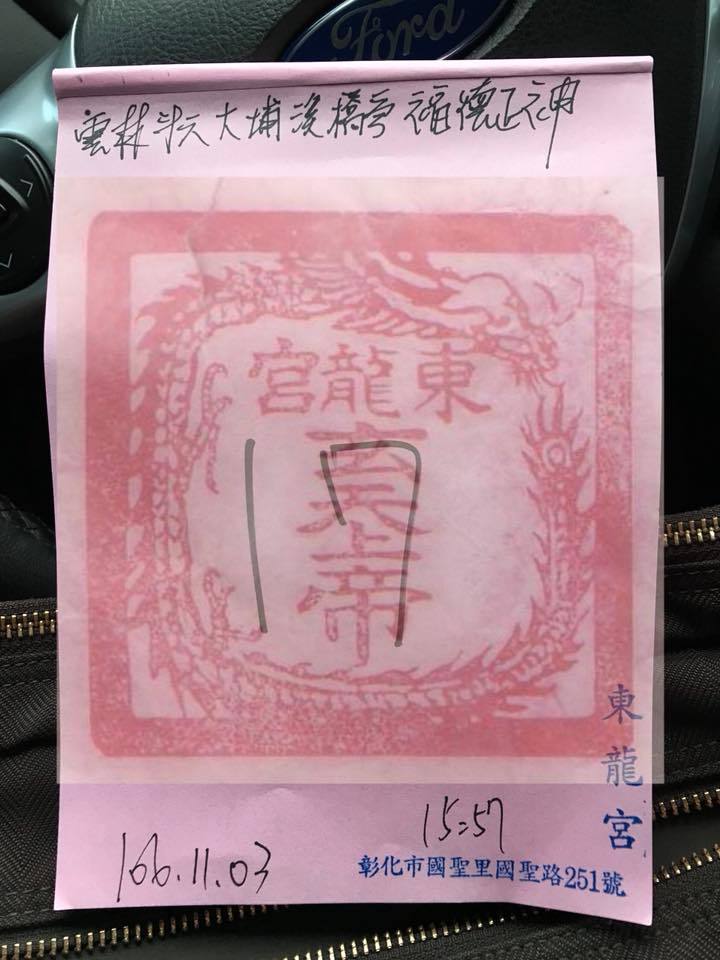 Ford
雲林斗六大埔橋福德正神
東龍宮
玄天上帝
17
東龍宮
15:57
106.11.03
彰化市國聖里國聖路251號